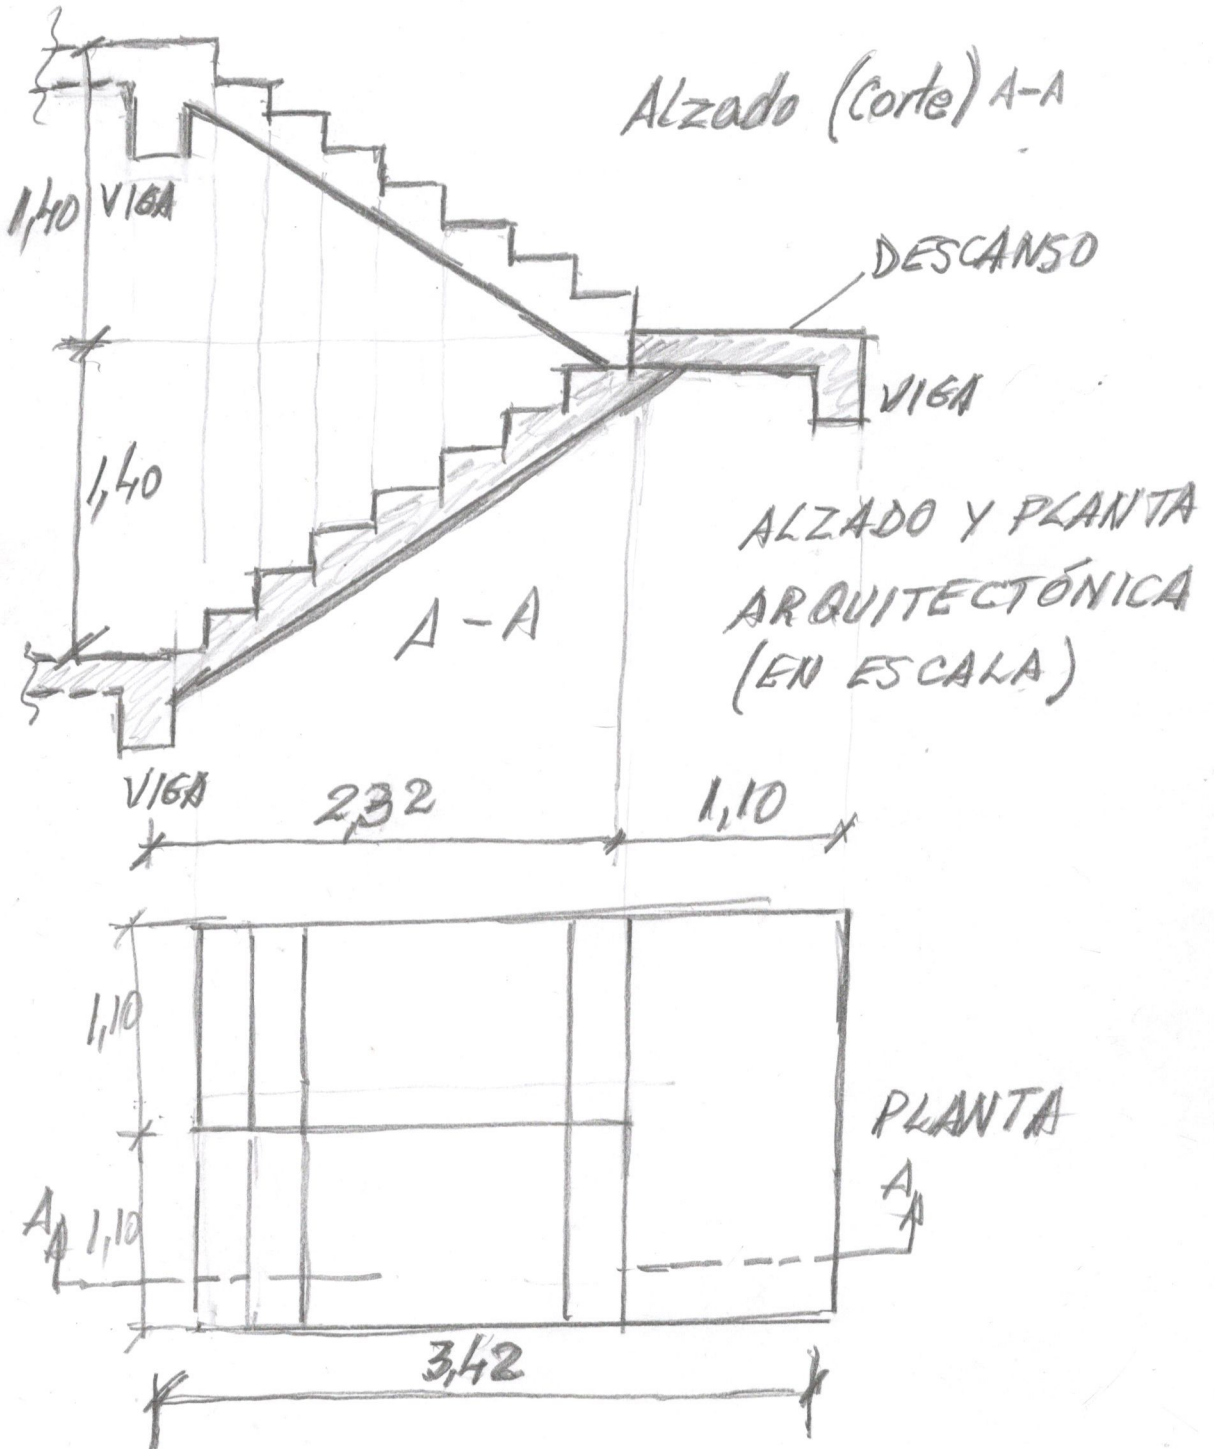 Alzado (Corte) A-A
1,40
VIGA
DESCANSO
VIGA
1,40
ALZADO Y PLANTA
ARQUITECTÓNICA
(EN ESCALA)
A-A
VIGA
2,32
1,10
1,10
PLANTA
A
A
A
A
1,10
3,42